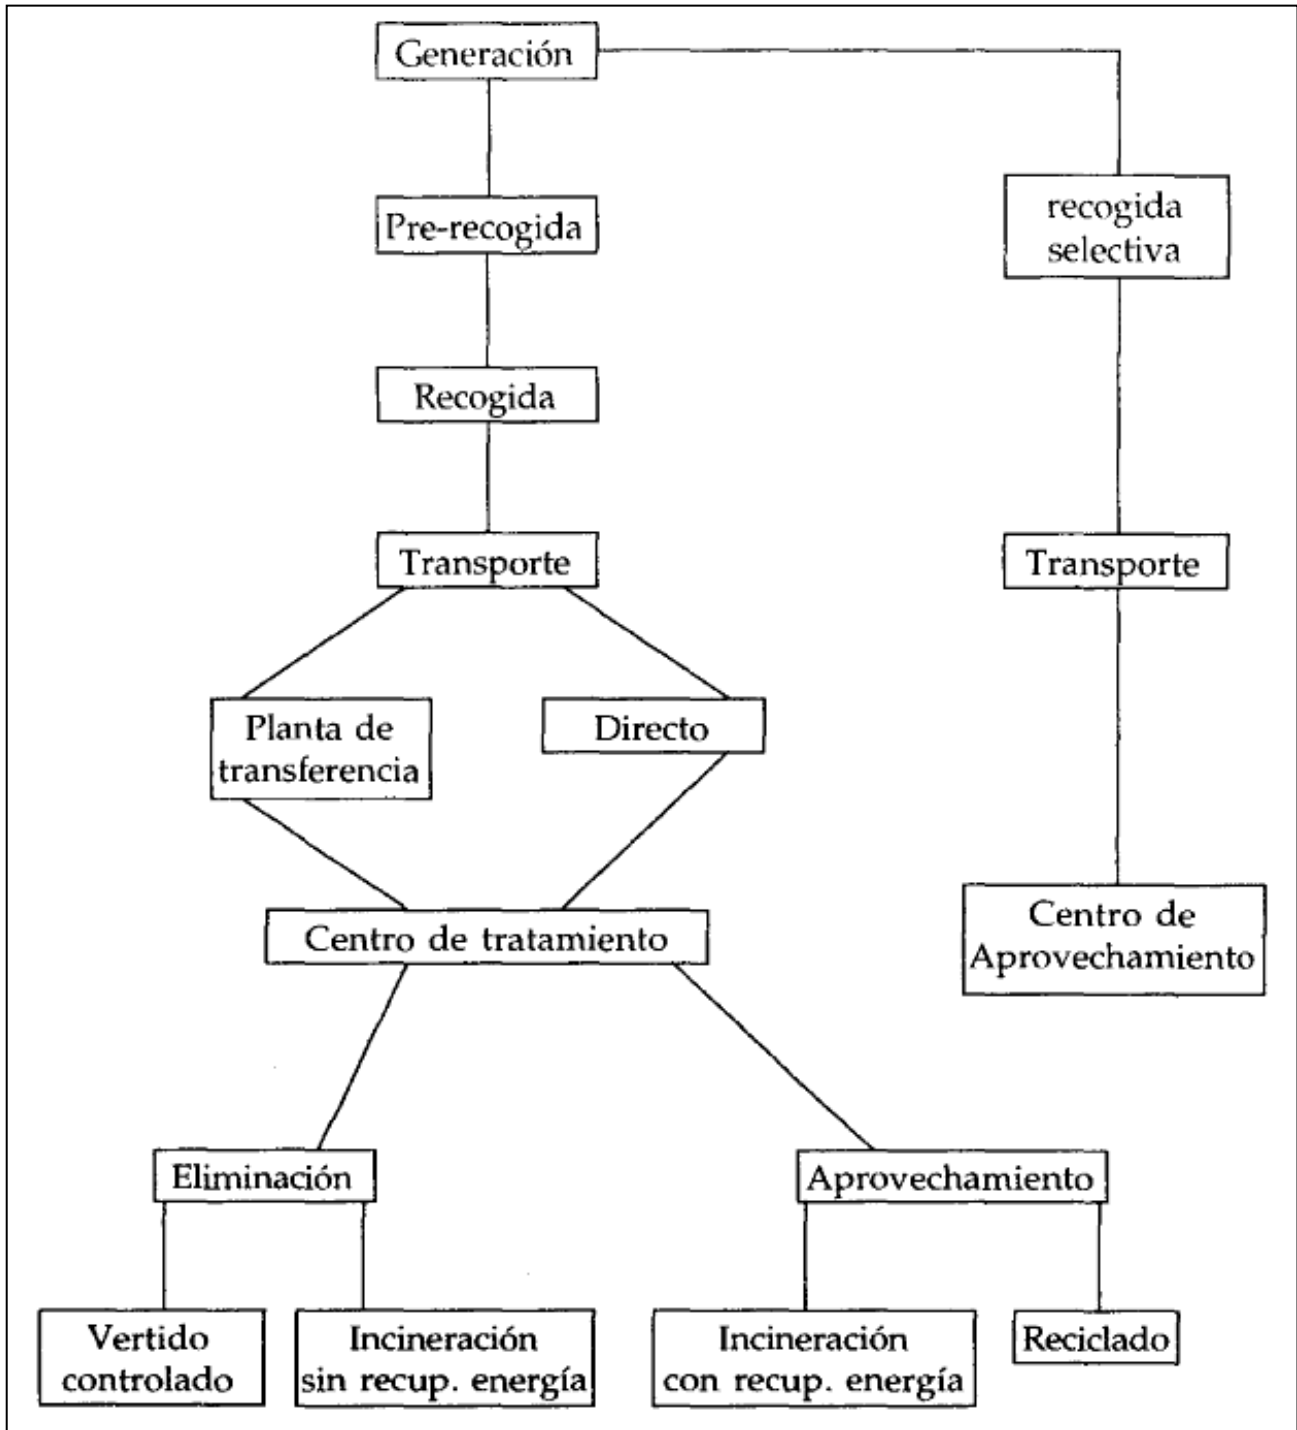 Generación
Pre-recogida
recogida
selectiva
Recogida
Transporte
Transporte
Planta de
transferencia
Directo
Centro de tratamiento
Centro de
Aprovechamiento
Eliminación
Aprovechamiento
Vertido
controlado
Incineración
sin recup. energía
Incineración
con recup. energía
Reciclado